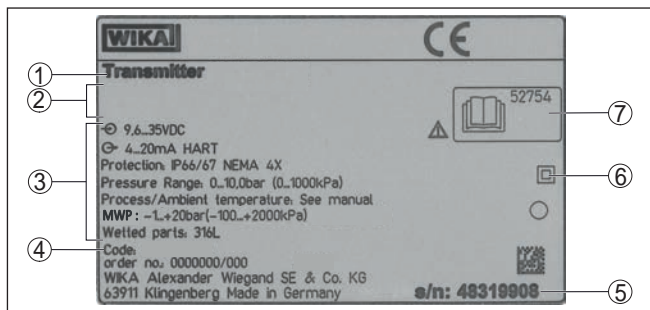 WIKA CE
① Transmitter
②
52754 ⑦
③
9,6...35VDC
4...20mA HART
Protection: IP66/67 NEMA 4X
Pressure Range: 0...10,0bar (0...1000kPa)
Process/Ambient temperature: See manual
⑥
MWP : -1...+20bar(-100...+2000kPa)
Wetted parts: 316L
④ Code:
order no.: 0000000/000
WIKA Alexander Wiegand SE & Co. KG
63911 Klingenberg Made in Germany
s/n: 48319908 ⑤